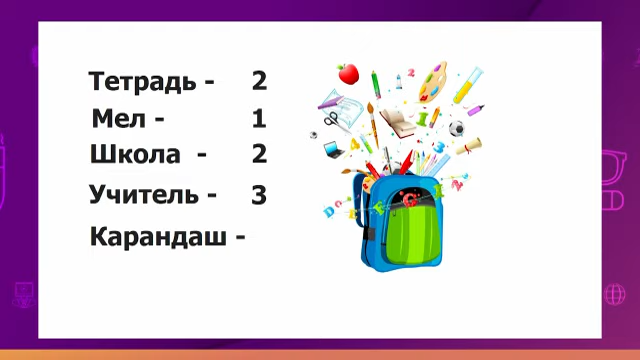 Тетрадь - 2
Мел - 1
Школа - 2
Учитель - 3
Карандаш -